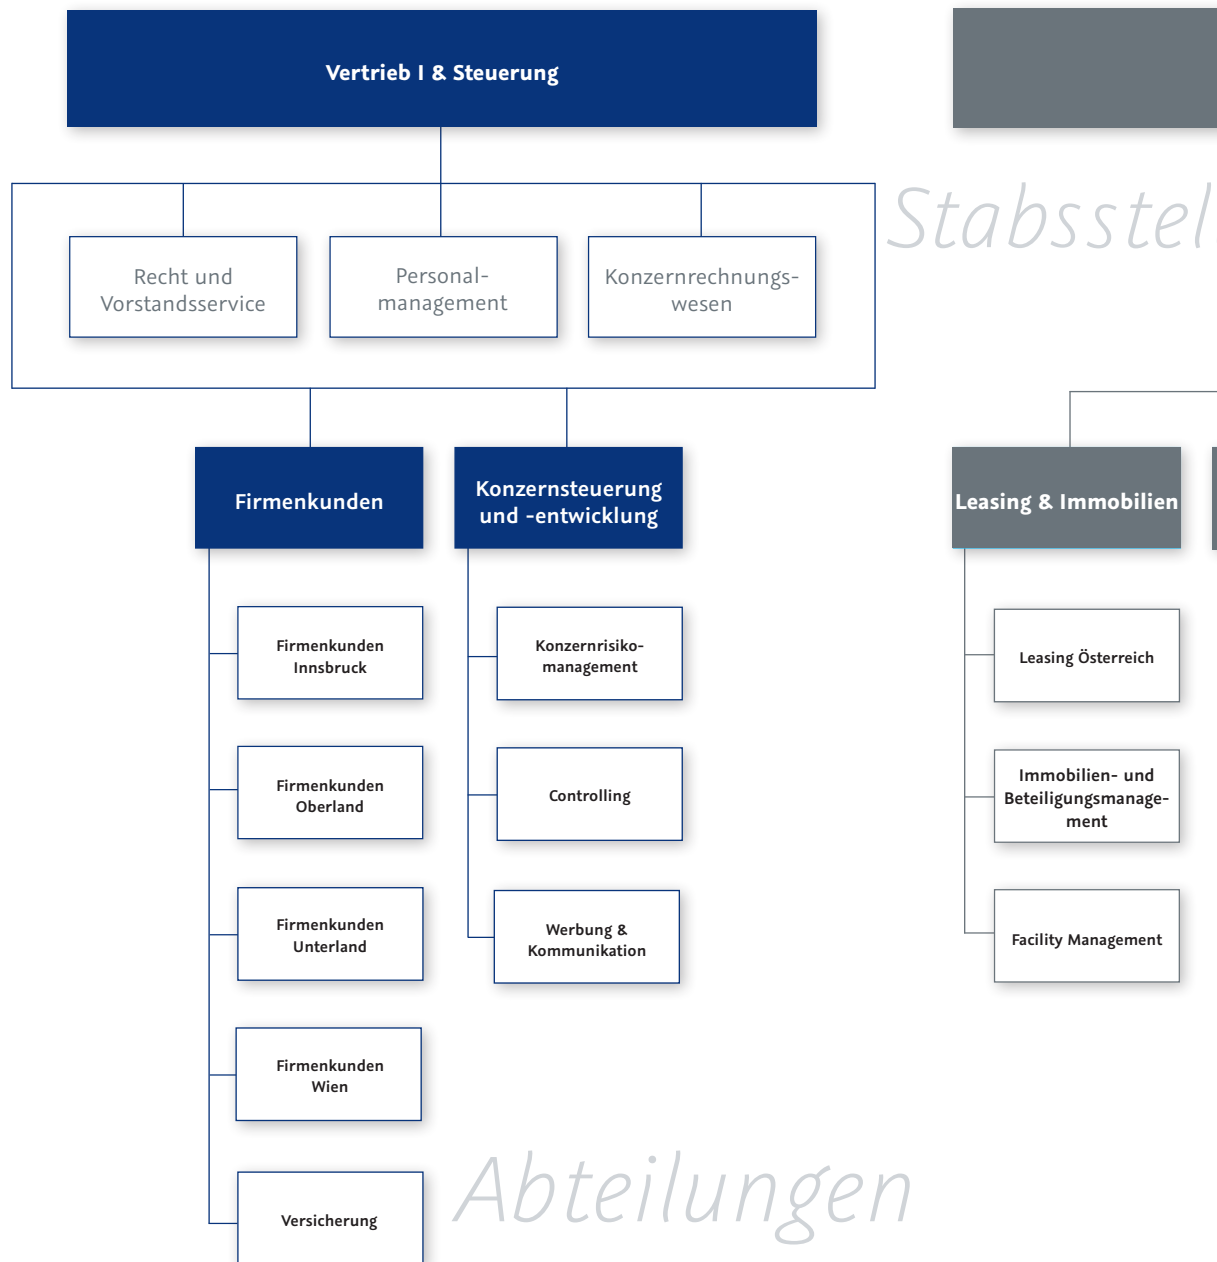 Vertrieb I & Steuerung
Recht und
Vorstandsservice
Personal-
management
Konzernrechnungs-
wesen
Firmenkunden
Konzernsteuerung
und -entwicklung
Leasing & Immobilien
Firmenkunden
Innsbruck
Konzernrisiko-
management
Leasing Österreich
Firmenkunden
Oberland
Controlling
Immobilien- und
Beteiligungsmanage-
ment
Firmenkunden
Unterland
Werbung &
Kommunikation
Facility Management
Firmenkunden
Wien
Versicherung
Abteilungen